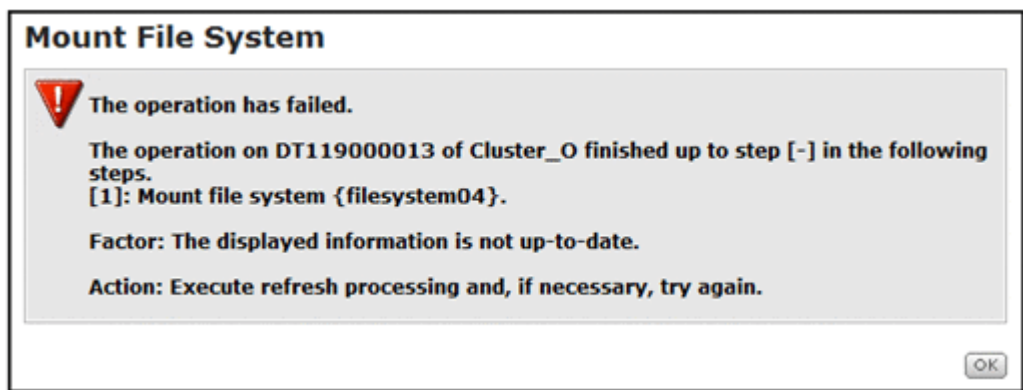 Mount File System
The operation has failed.
The operation on DT119000013 of Cluster_O finished up to step [-] in the following
steps.
[1]: Mount file system {filesystem04}.
Factor: The displayed information is not up-to-date.
Action: Execute refresh processing and, if necessary, try again.
OK